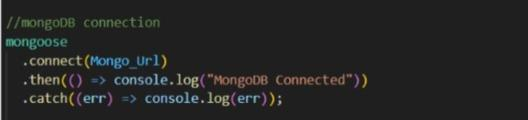 //mongoDB connection
mongoose
.connect(Mongo_Url)
.then(() => console.log("MongoDB Connected"))
.catch((err) => console.log(err));